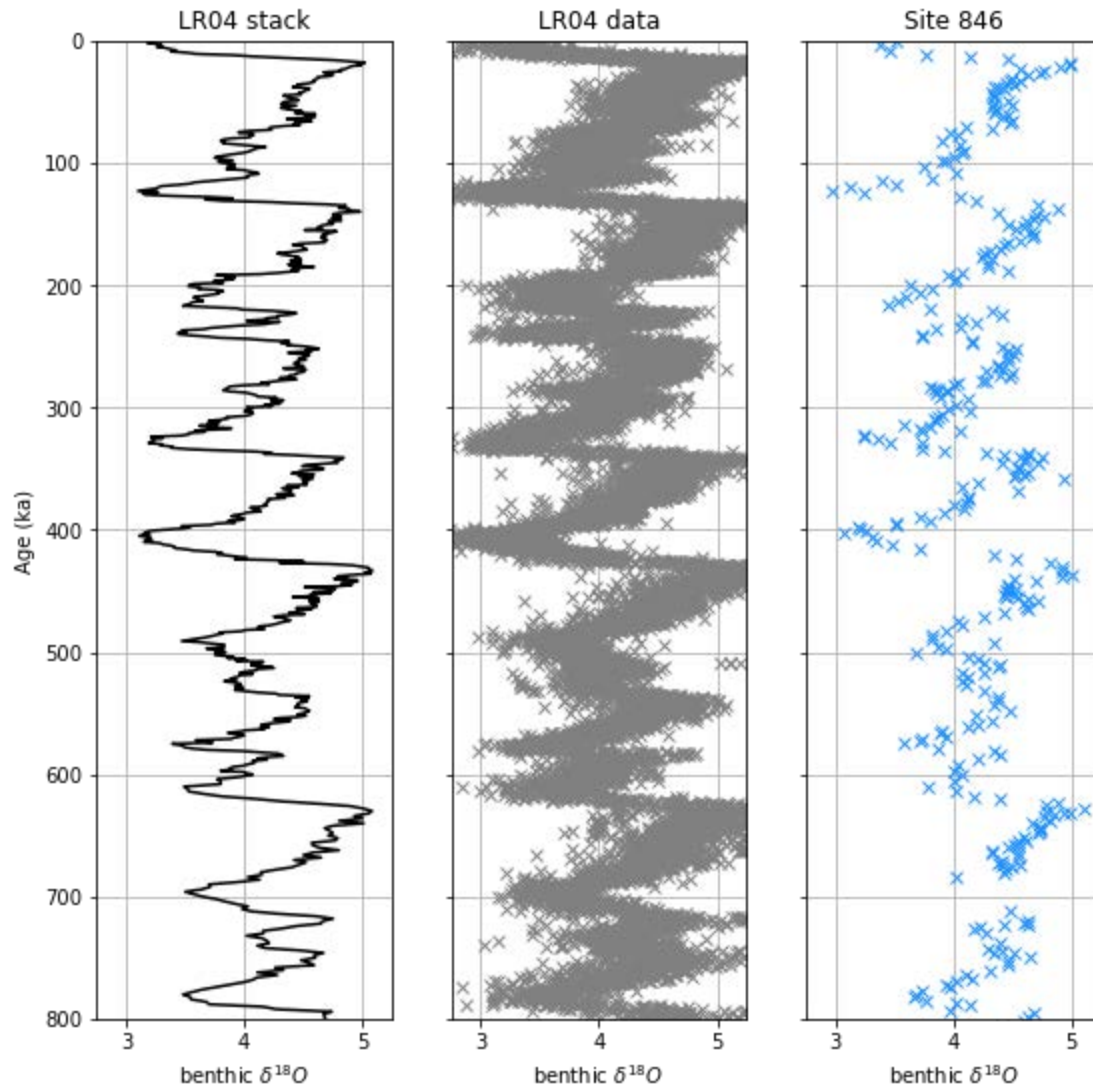 LR04 stack
LR04 data
Site 846
Age (ka)
0
100
200
300
400
500
600
700
800
3 4 5
3 4 5
3 4 5
benthic δ¹⁸O
benthic δ¹⁸O
benthic δ¹⁸O